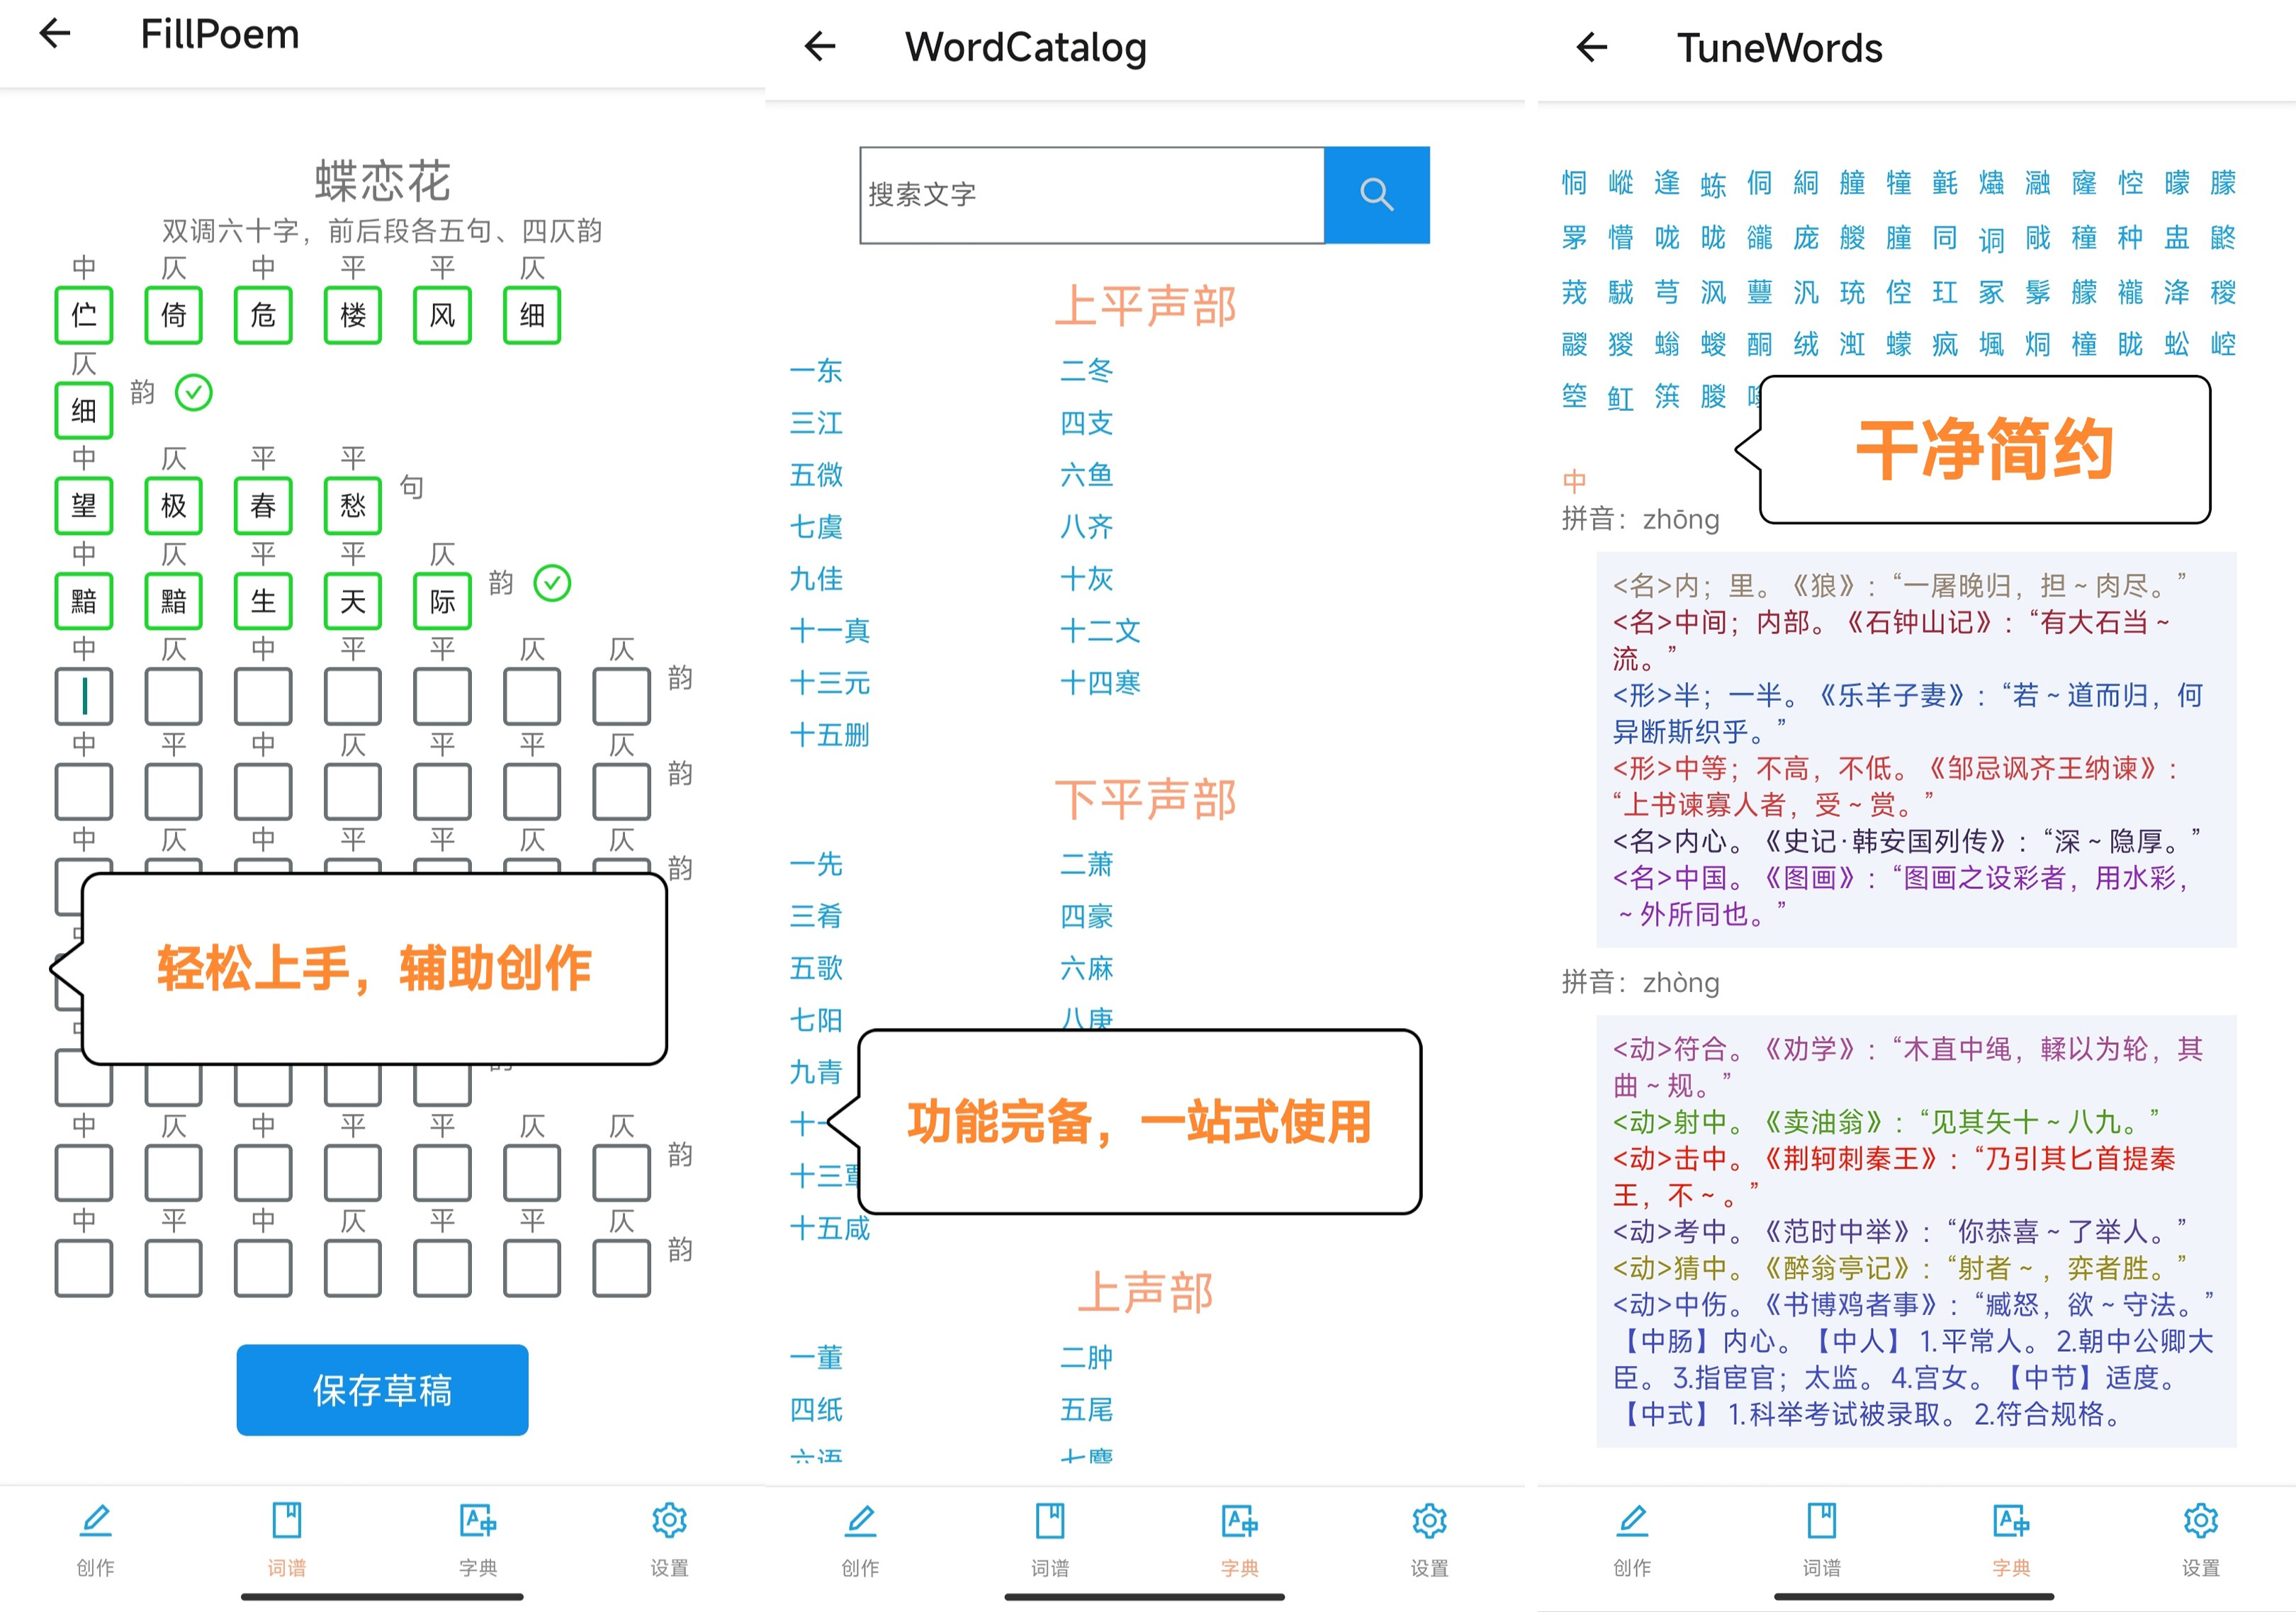 FillPoem
蝶恋花
双调六十字，前后段各五句、四仄韵
中 仄 中 平 平 仄
伫 倚 危 楼 风 细
仄
细 韵
中 仄 平 平
望 极 春 愁 句
中 仄 平 平 仄
黯 黯 生 天 际 韵
中 仄 中 平 平 仄 仄
韵
中 平 中 仄 平 平 仄
韵
中 仄 中 平 平 仄 仄
韵
轻松上手，辅助创作
中 仄 中 平 平 仄 仄
韵
中 平 中 仄 平 平 仄
韵
保存草稿
创作 词谱 字典 设置
WordCatalog
搜索文字
上平声部
一东 二冬
三江 四支
五微 六鱼
七虞 八齐
九佳 十灰
十一真 十二文
十三元 十四寒
十五删
下平声部
一先 二萧
三肴 四豪
五歌 六麻
七阳 八庚
九青
功能完备，一站式使用
十三覃
十五咸
上声部
一董 二肿
四纸 五尾
六语 七麌
创作 词谱 字典 设置
TuneWords
恫 嵷 逢 蛛 侗 絧 艟 犝 氃 爞 瀜 窿 悾 曚 朦
罞 懵 咙 昽 徿 庞 艐 朣 同 詷 戙 穜 种 盅 鼨
茙 駥 芎 沨 蘴 汎 珫 倥 玒 冡 鬃 艨 襱 洚 稯
鬷 猣 螉 蝬 酮 绒 渱 蠓 疯 堸 烔 橦 眬 蚣 崆
箜 魟 篊 朡
干净简约
中
拼音：zhōng
<名>内；里。《狼》：“一屠晚归，担～肉尽。”
<名>中间；内部。《石钟山记》：“有大石当～
流。”
<形>半；一半。《乐羊子妻》：“若～道而归，何
异断斯织乎。”
<形>中等；不高，不低。《邹忌讽齐王纳谏》：
“上书谏寡人者，受～赏。”
<名>内心。《史记·韩安国列传》：“深～隐厚。”
<名>中国。《图画》：“图画之设彩者，用水彩，
～外所同也。”
拼音：zhòng
<动>符合。《劝学》：“木直中绳，輮以为轮，其
曲～规。”
<动>射中。《卖油翁》：“见其矢十～八九。”
<动>击中。《荆轲刺秦王》：“乃引其匕首提秦
王，不～。”
<动>考中。《范时中举》：“你恭喜～了举人。”
<动>猜中。《醉翁亭记》：“射者～，弈者胜。”
<动>中伤。《书博鸡者事》：“臧怒，欲～守法。”
【中肠】内心。【中人】1.平常人。2.朝中公卿大
臣。3.指宦官；太监。4.宫女。【中节】适度。
【中式】1.科举考试被录取。2.符合规格。
创作 词谱 字典 设置